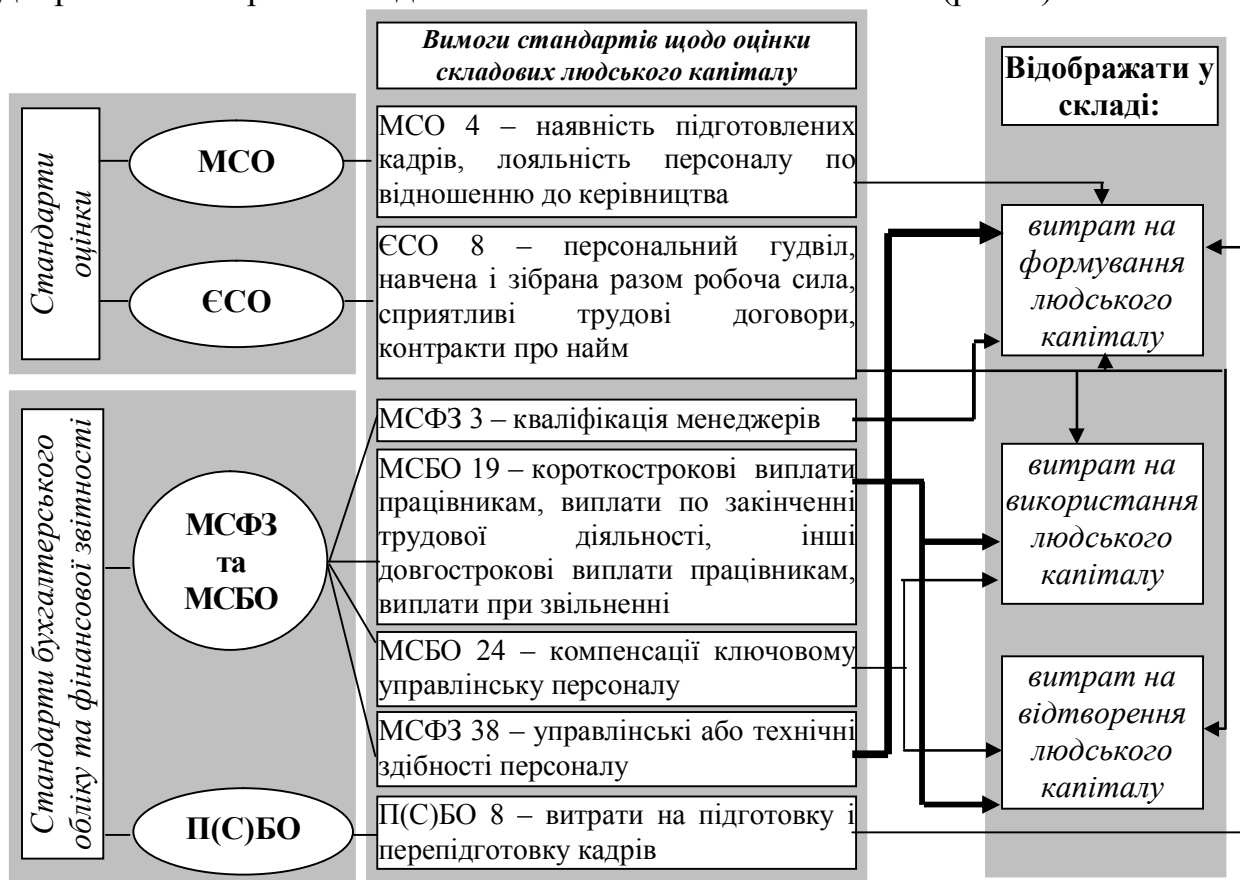 Вимоги стандартів щодо оцінки
складових людського капіталу
Відображати у
складі:
Стандарти
оцінки
МСО
ЄСО
МСО 4 – наявність підготовлених
кадрів, лояльність персоналу по
відношенню до керівництва
ЄСО 8 – персональний гудвіл,
навчена і зібрана разом робоча сила,
сприятливі трудові договори,
контракти про найм
Стандарти бухгалтерського
обліку та фінансової звітності
МСФЗ
та
МСБО
П(С)БО
МСФЗ 3 – кваліфікація менеджерів
МСБО 19 – короткострокові виплати
працівникам, виплати по закінченні
трудової діяльності, інші
довгострокові виплати працівникам,
виплати при звільненні
МСБО 24 – компенсації ключовому
управлінську персоналу
МСФЗ 38 – управлінські або технічні
здібності персоналу
П(С)БО 8 – витрати на підготовку і
перепідготовку кадрів
витрат на
формування
людського
капіталу
витрат на
використання
людського
капіталу
витрат на
відтворення
людського
капіталу